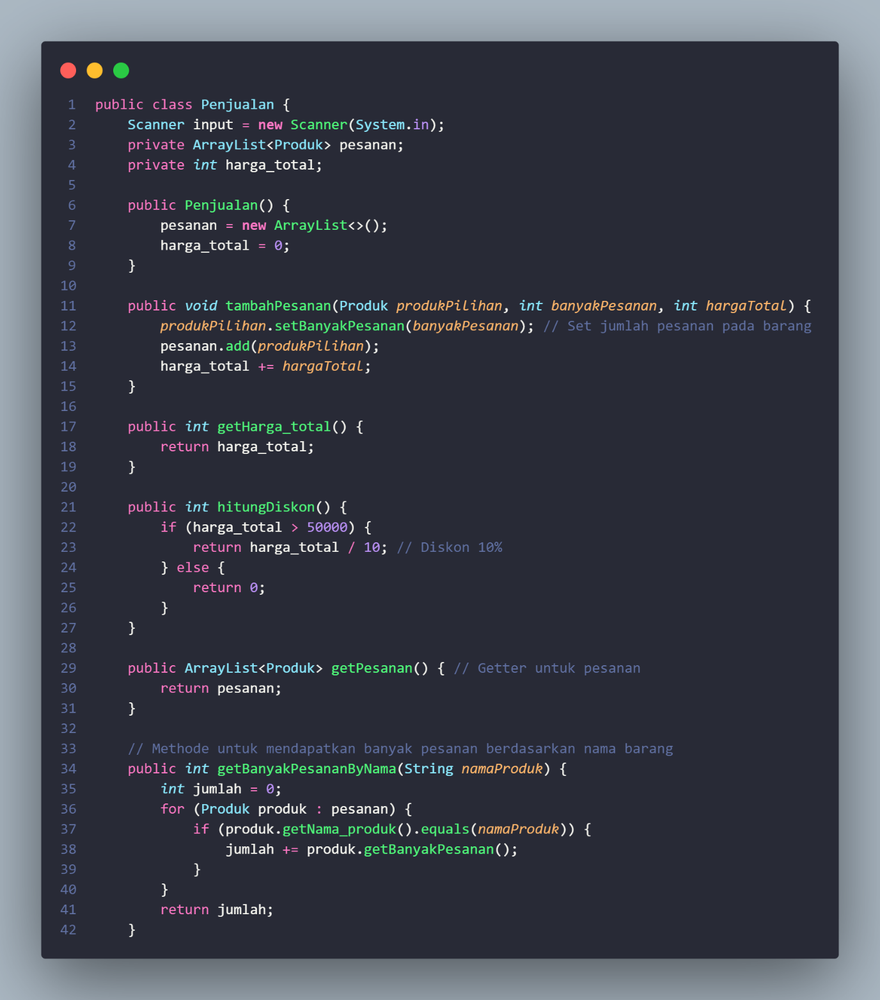 1 public class Penjualan {
2     Scanner input = new Scanner(System.in);
3     private ArrayList<Produk> pesanan;
4     private int harga_total;
5
6     public Penjualan() {
7         pesanan = new ArrayList<>();
8         harga_total = 0;
9     }
10
11     public void tambahPesanan(Produk produkPilihan, int banyakPesanan, int hargaTotal) {
12         produkPilihan.setBanyakPesanan(banyakPesanan); // Set jumlah pesanan pada barang
13         pesanan.add(produkPilihan);
14         harga_total += hargaTotal;
15     }
16
17     public int getHarga_total() {
18         return harga_total;
19     }
20
21     public int hitungDiskon() {
22         if (harga_total > 50000) {
23             return harga_total / 10; // Diskon 10%
24         } else {
25             return 0;
26         }
27     }
28
29     public ArrayList<Produk> getPesanan() { // Getter untuk pesanan
30         return pesanan;
31     }
32
33     // Methode untuk mendapatkan banyak pesanan berdasarkan nama barang
34     public int getBanyakPesananByNama(String namaProduk) {
35         int jumlah = 0;
36         for (Produk produk : pesanan) {
37             if (produk.getNama_produk().equals(namaProduk)) {
38                 jumlah += produk.getBanyakPesanan();
39             }
40         }
41         return jumlah;
42     }